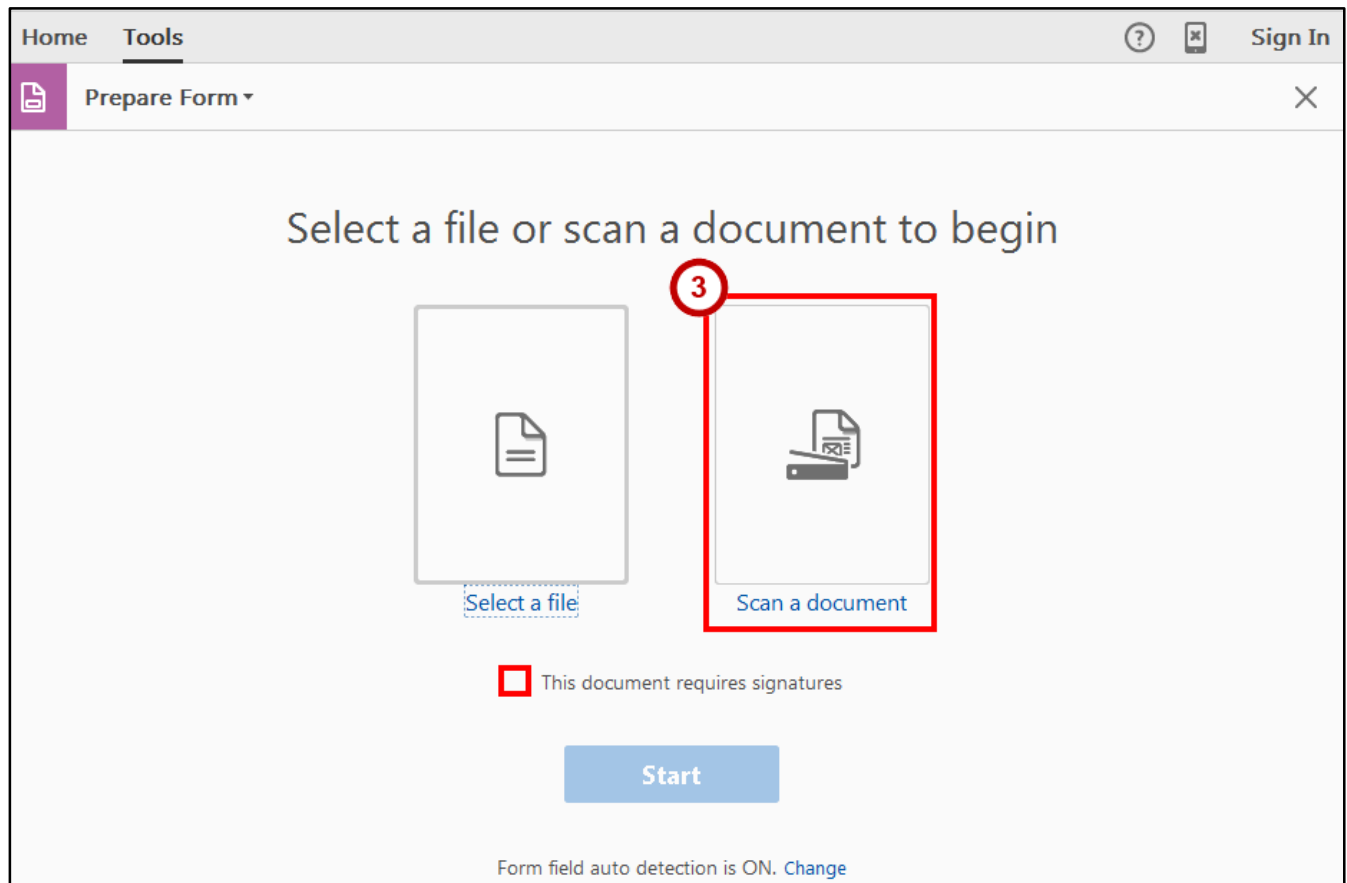 Home Tools Sign In
Prepare Form
Select a file or scan a document to begin
3
Select a file Scan a document
This document requires signatures
Start
Form field auto detection is ON. Change